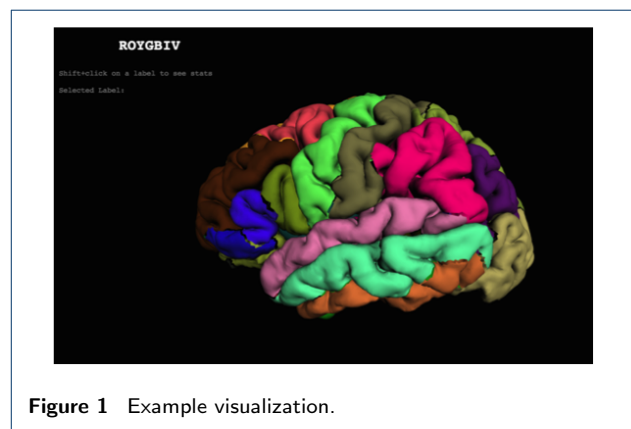 ROYGBIV
Shift+click on a label to see stats
Selected Label:
Figure 1 Example visualization.